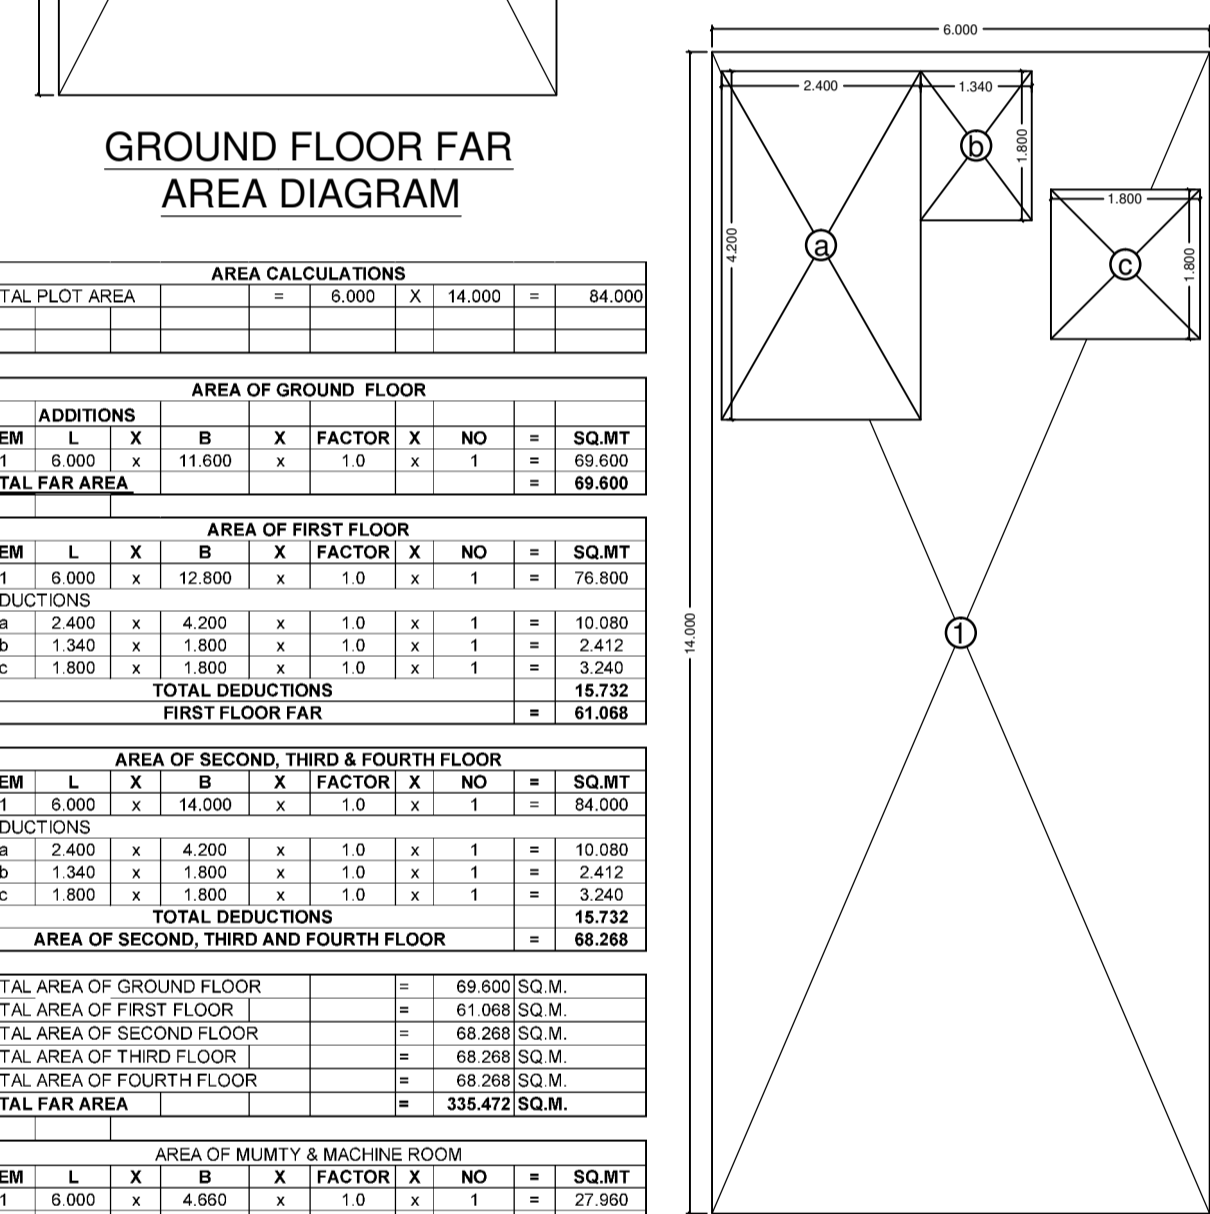 GROUND FLOOR FAR
AREA DIAGRAM
AREA CALCULATIONS
TAL PLOT AREA = 6.000 X 14.000 = 84.000
AREA OF GROUND FLOOR
ADDITIONS
EM L X B X FACTOR X NO = SQ.MT
1 6.000 x 11.600 x 1.0 x 1 = 69.600
TAL FAR AREA = 69.600
AREA OF FIRST FLOOR
EM L X B X FACTOR X NO = SQ.MT
1 6.000 x 12.800 x 1.0 x 1 = 76.800
DUCTIONS
a 2.400 x 4.200 x 1.0 x 1 = 10.080
b 1.340 x 1.800 x 1.0 x 1 = 2.412
c 1.800 x 1.800 x 1.0 x 1 = 3.240
TOTAL DEDUCTIONS 15.732
FIRST FLOOR FAR = 61.068
AREA OF SECOND, THIRD & FOURTH FLOOR
EM L X B X FACTOR X NO = SQ.MT
1 6.000 x 14.000 x 1.0 x 1 = 84.000
DUCTIONS
a 2.400 x 4.200 x 1.0 x 1 = 10.080
b 1.340 x 1.800 x 1.0 x 1 = 2.412
c 1.800 x 1.800 x 1.0 x 1 = 3.240
TOTAL DEDUCTIONS 15.732
AREA OF SECOND, THIRD AND FOURTH FLOOR = 68.268
TAL AREA OF GROUND FLOOR = 69.600 SQ.M.
TAL AREA OF FIRST FLOOR = 61.068 SQ.M.
TAL AREA OF SECOND FLOOR = 68.268 SQ.M.
TAL AREA OF THIRD FLOOR = 68.268 SQ.M.
TAL AREA OF FOURTH FLOOR = 68.268 SQ.M.
TAL FAR AREA = 335.472 SQ.M.
AREA OF MUMTY & MACHINE ROOM
EM L X B X FACTOR X NO = SQ.MT
1 6.000 x 4.660 x 1.0 x 1 = 27.960
6.000
2.400
1.340
b
1.800
1.800
4.200
a
c
1.800
14.000
1